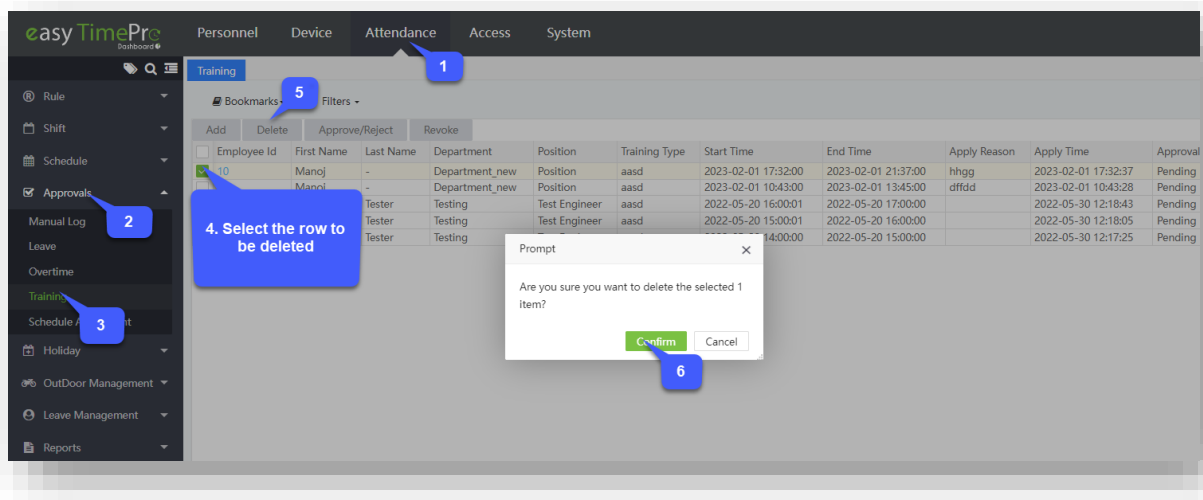 easy TimePro
Dashboard
Personnel Device Attendance Access System
1
Training
5
Bookmarks Filters
Add Delete Approve/Reject Revoke
Employee Id First Name Last Name Department Position Training Type Start Time End Time Apply Reason Apply Time Approval
10 Manoj - Department_new Position aasd 2023-02-01 17:32:00 2023-02-01 21:37:00 hhgg 2023-02-01 17:32:37 Pending
Manoj - Department_new Position aasd 2023-02-01 10:43:00 2023-02-01 13:45:00 dffdd 2023-02-01 10:43:28 Pending
Tester Testing Test Engineer aasd 2022-05-20 16:00:01 2022-05-20 17:00:00 2022-05-30 12:18:43 Pending
Tester Testing Test Engineer aasd 2022-05-20 15:00:01 2022-05-20 16:00:00 2022-05-30 12:18:05 Pending
Tester Testing 14:00:00 2022-05-20 15:00:00 2022-05-30 12:17:25 Pending
4. Select the row to
be deleted
Rule
Shift
Schedule
Approvals
2
Manual Log
Leave
Overtime
Training
Schedule
3
Holiday
OutDoor Management
Leave Management
Reports
Prompt
Are you sure you want to delete the selected 1
item?
Confirm Cancel
6